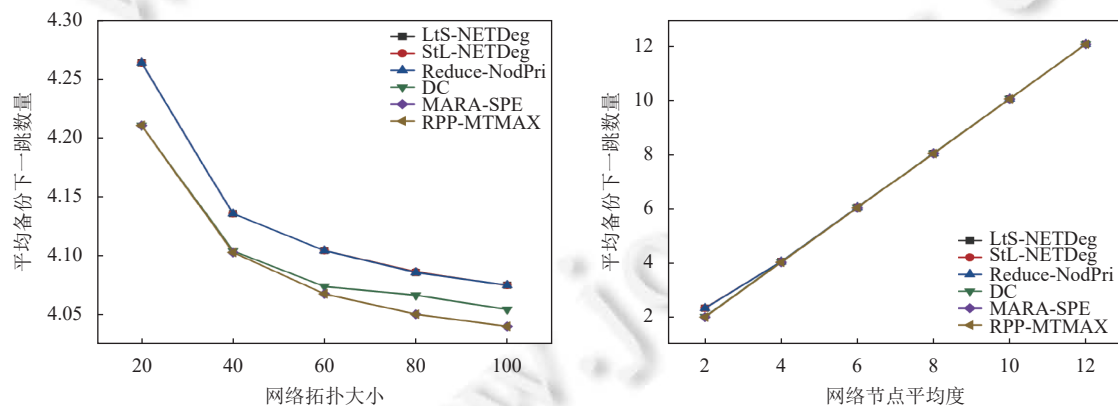 4.30
4.25
4.20
4.15
4.10
4.05
平均备份下一跳数量
LtS-NETDeg
StL-NETDeg
Reduce-NodPri
DC
MARA-SPE
RPP-MTMAX
20 40 60 80 100
网络拓扑大小
12
10
8
6
4
2
平均备份下一跳数量
LtS-NETDeg
StL-NETDeg
Reduce-NodPri
DC
MARA-SPE
RPP-MTMAX
2 4 6 8 10 12
网络节点平均度